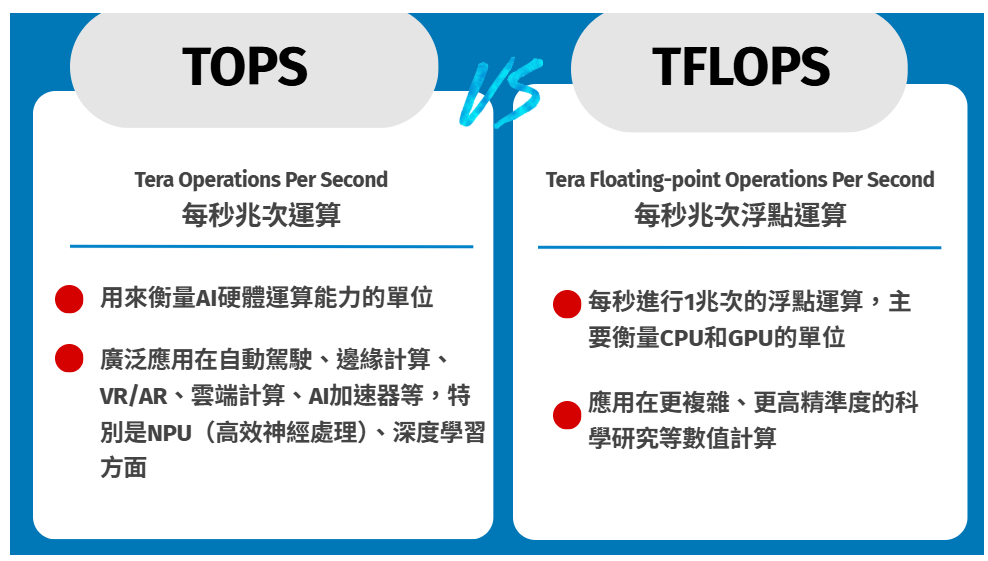 TOPS
VS
TFLOPS
Tera Operations Per Second
每秒兆次運算
用來衡量AI硬體運算能力的單位
廣泛應用在自動駕駛、邊緣計算、
VR/AR、雲端計算、AI加速器等，特
別是NPU（高效神經處理）、深度學習
方面
Tera Floating-point Operations Per Second
每秒兆次浮點運算
每秒進行1兆次的浮點運算，主
要衡量CPU和GPU的單位
應用在更複雜、更高精準度的科
學研究等數值計算